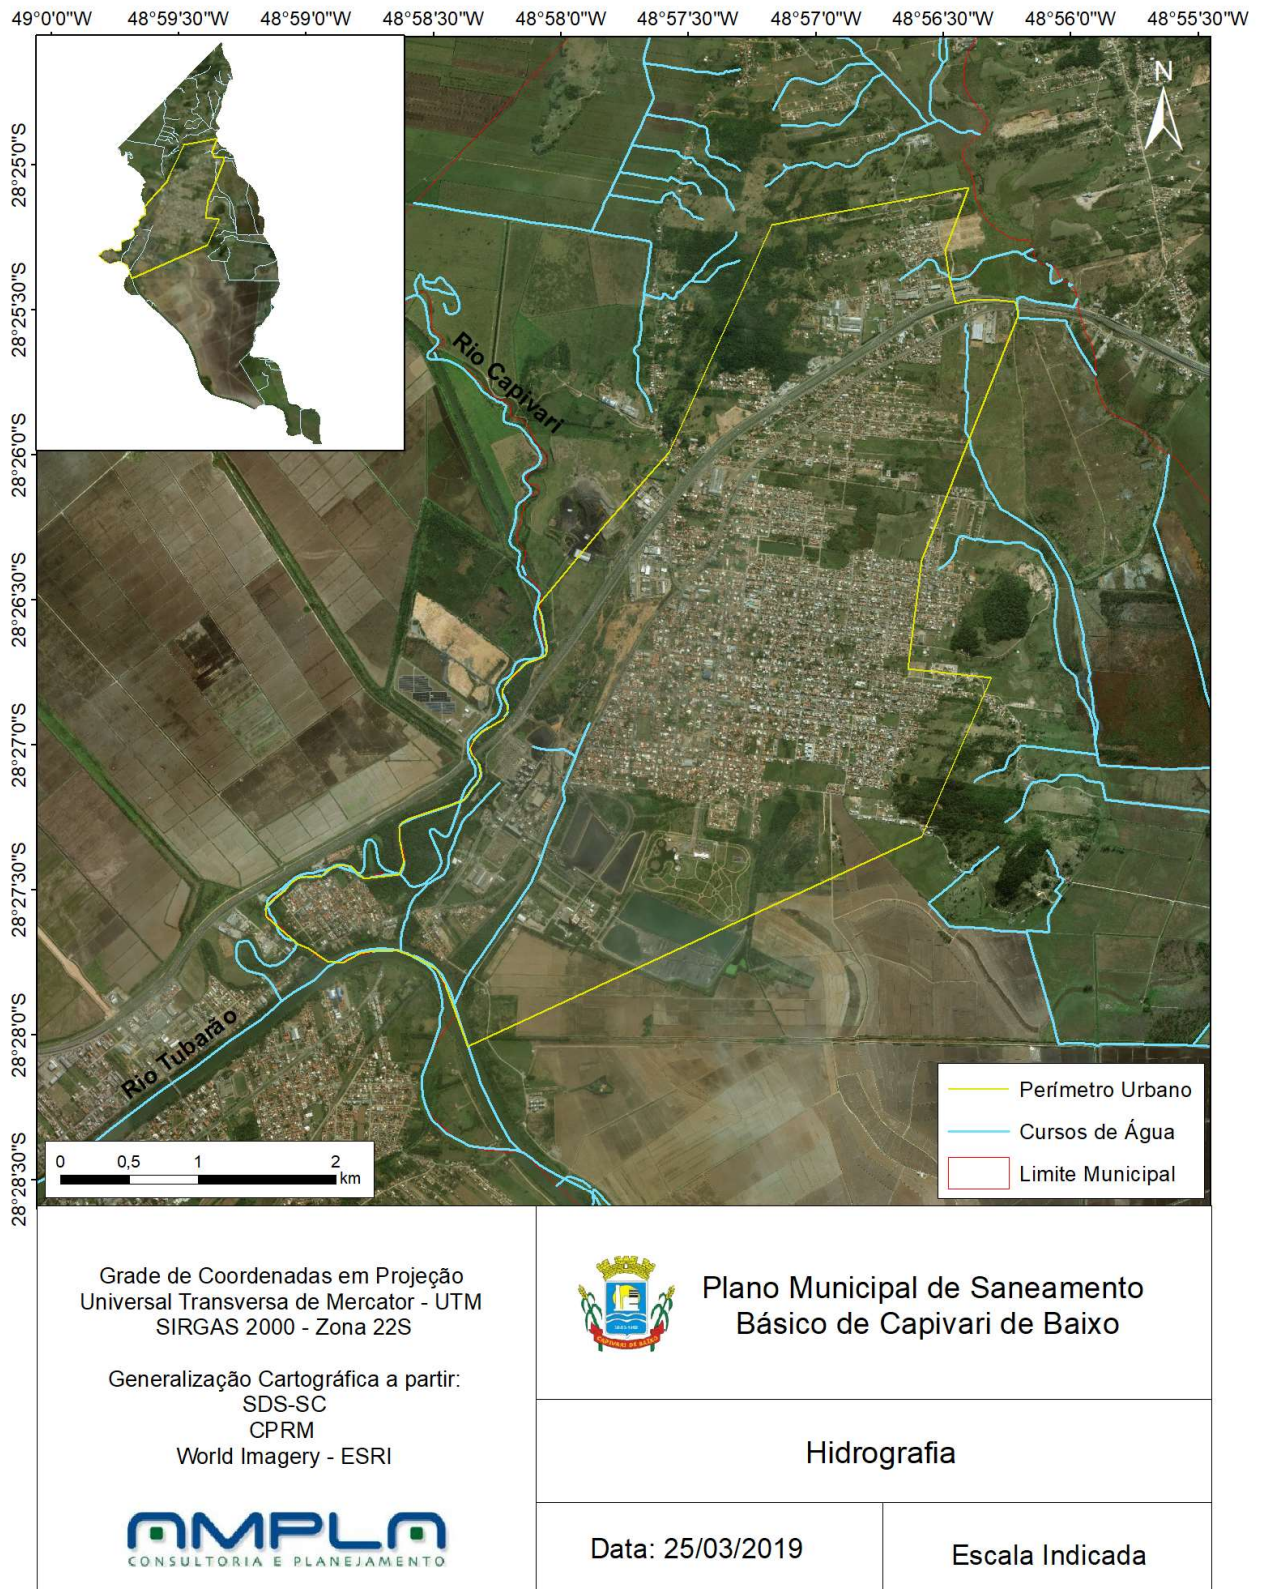 49°0'0"W 48°59'30"W 48°59'0"W 48°58'30"W 48°58'0"W 48°57'30"W 48°57'0"W 48°56'30"W 48°56'0"W 48°55'30"W
N
28°25'0"S
28°25'30"S
Rio Capivari
28°26'0"S
28°26'30"S
28°27'0"S
28°27'30"S
28°28'0"S
Rio Tubarão
28°28'30"S
Perímetro Urbano
Cursos de Água
Limite Municipal
0 0,5 1 2
km
Grade de Coordenadas em Projeção
Universal Transversa de Mercator - UTM
SIRGAS 2000 - Zona 22S
Generalização Cartográfica a partir:
SDS-SC
CPRM
World Imagery - ESRI
AMPLA
CONSULTORIA E PLANEJAMENTO
CAPIVARI DE BAIXO
Plano Municipal de Saneamento
Básico de Capivari de Baixo
Hidrografia
Data: 25/03/2019
Escala Indicada